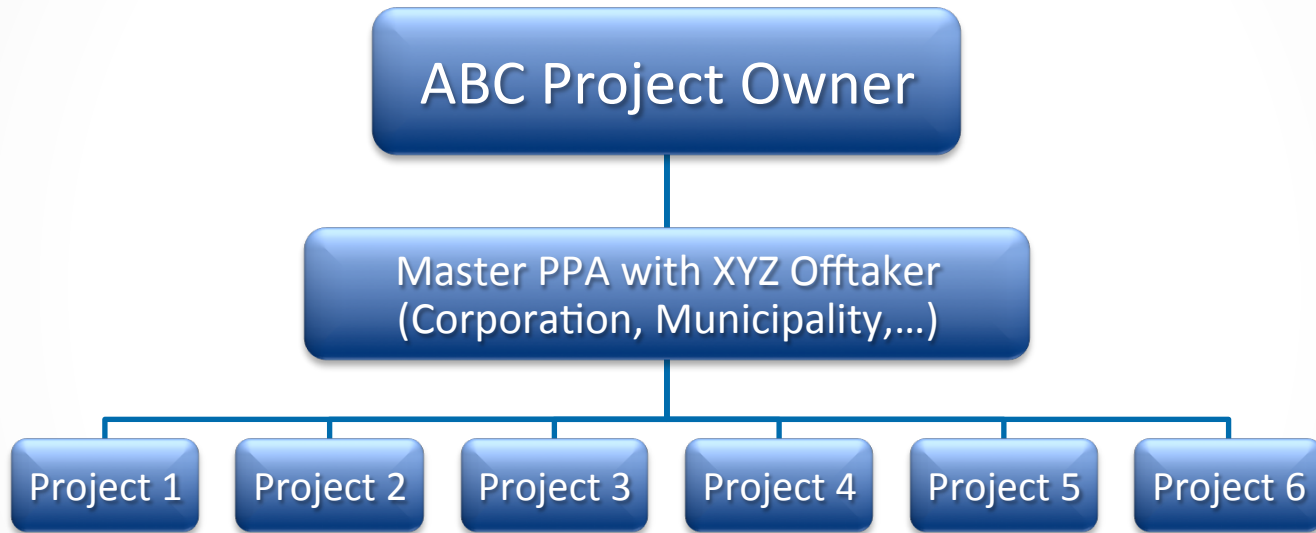 ABC Project Owner
Master PPA with XYZ Offtaker
(Corporation, Municipality,...)
Project 1
Project 2
Project 3
Project 4
Project 5
Project 6